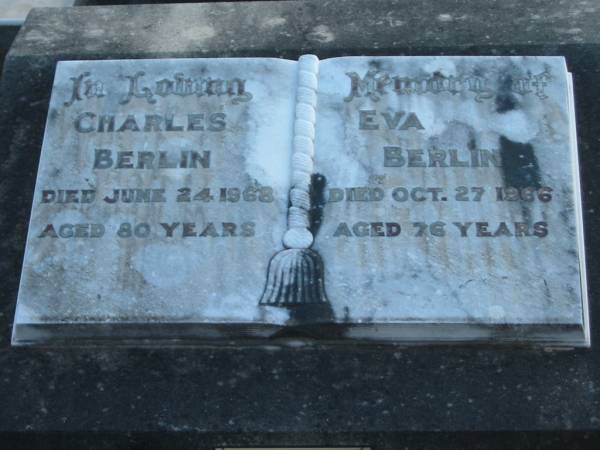 In Loving Memory of
CHARLES
BERLIN
DIED JUNE 24 1968
AGED 80 YEARS
EVA
BERLIN
DIED OCT. 27 1966
AGED 76 YEARS